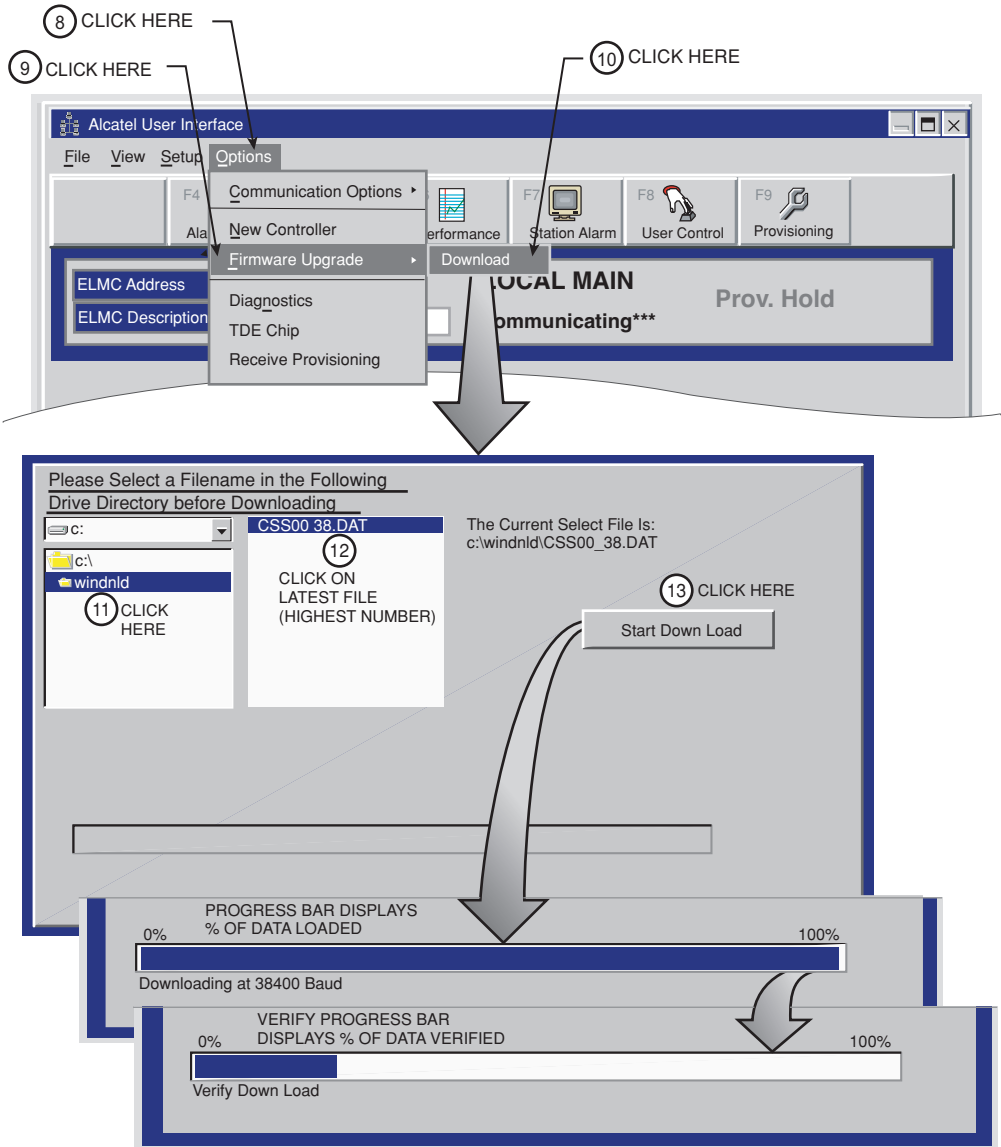 8 CLICK HERE
9 CLICK HERE
10 CLICK HERE
Alcatel User Interface
File View Setup Options
F4
F7 Station Alarm
F8 User Control
F9 Provisioning
Communication Options
New Controller
Firmware Upgrade
Download
Diagnostics
TDE Chip
Receive Provisioning
ELMC Address
ELMC Description
MAIN
Prov. Hold
Please Select a Filename in the Following
Drive Directory before Downloading
c:
c:\
windnld
11 CLICK
HERE
CSS00 38.DAT
12
CLICK ON
LATEST FILE
(HIGHEST NUMBER)
The Current Select File Is:
c:\windnld\CSS00_38.DAT
13 CLICK HERE
Start Down Load
PROGRESS BAR DISPLAYS
% OF DATA LOADED
0% 100%
Downloading at 38400 Baud
VERIFY PROGRESS BAR
DISPLAYS % OF DATA VERIFIED
0% 100%
Verify Down Load